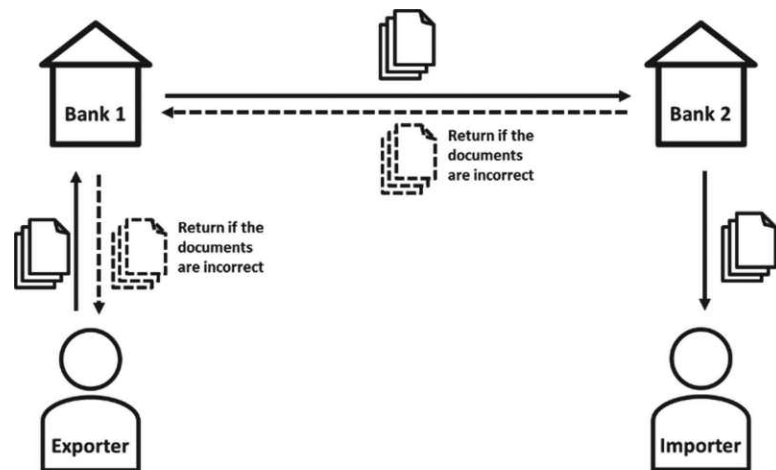 Bank 1
Bank 2
Return if the
documents
are incorrect
Return if the
documents
are incorrect
Exporter
Importer